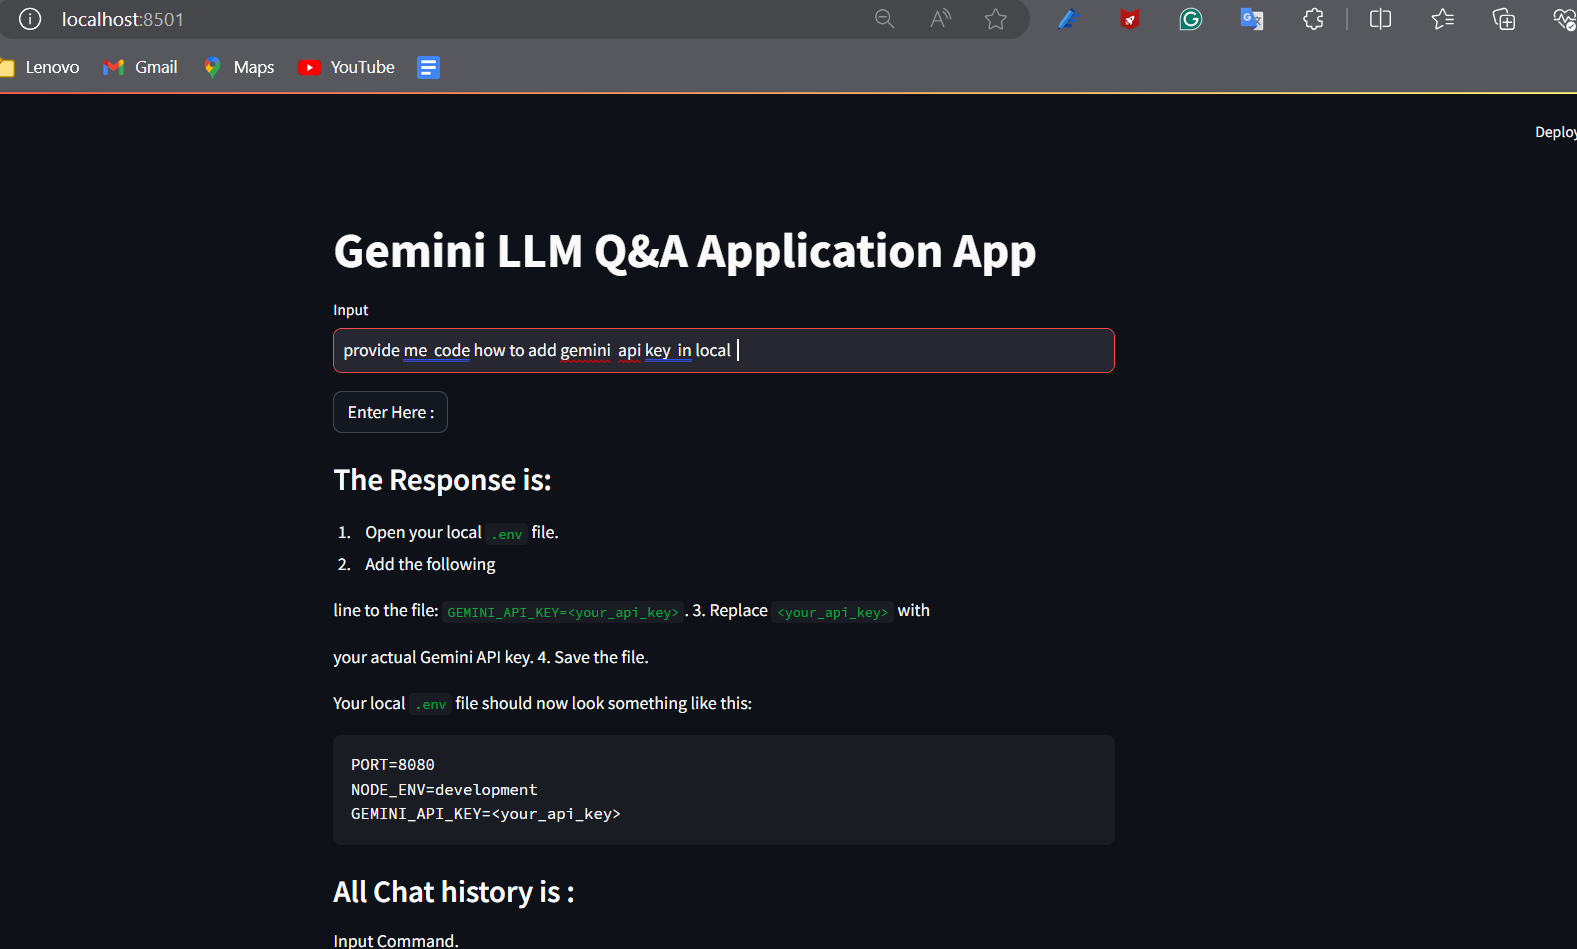 localhost:8501
Lenovo Gmail Maps YouTube
Deploy
Gemini LLM Q&A Application App
Input
provide me code how to add gemini api key in local
Enter Here :
The Response is:
1. Open your local .env file.
2. Add the following
line to the file: GEMINI_API_KEY=<your_api_key> . 3. Replace <your_api_key> with
your actual Gemini API key. 4. Save the file.
Your local .env file should now look something like this:
PORT=8080
NODE_ENV=development
GEMINI_API_KEY=<your_api_key>
All Chat history is :
Input Command.